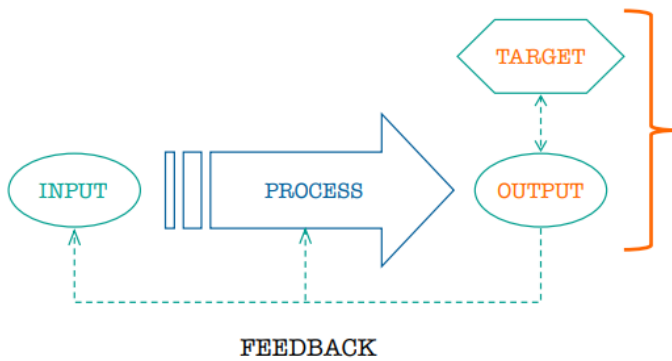 TARGET
INPUT
PROCESS
OUTPUT
FEEDBACK